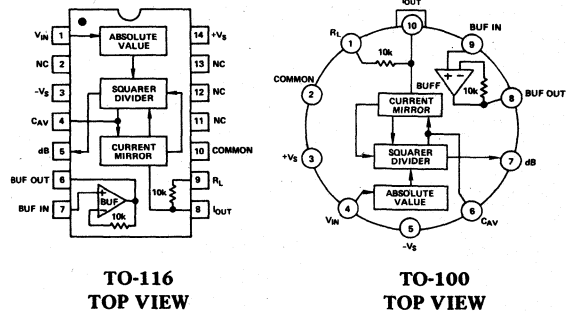 V_IN 1 ABSOLUTE VALUE 14 +V_S
NC 2 13 NC
-V_S 3 SQUARER DIVIDER 12 NC
C_AV 4 11 NC
dB 5 CURRENT MIRROR 10 COMMON
BUF OUT 6 10k 9 R_L
BUF IN 7 + BUF - 10k 8 I_OUT
TO-116
TOP VIEW
I_OUT
10
R_L 1 10k
9 BUF IN
+ - 10k
BUFF
COMMON 2
8 BUF OUT
CURRENT MIRROR
+V_S 3
SQUARER DIVIDER
7 dB
ABSOLUTE VALUE
V_IN 4
6 C_AV
5
-V_S
TO-100
TOP VIEW